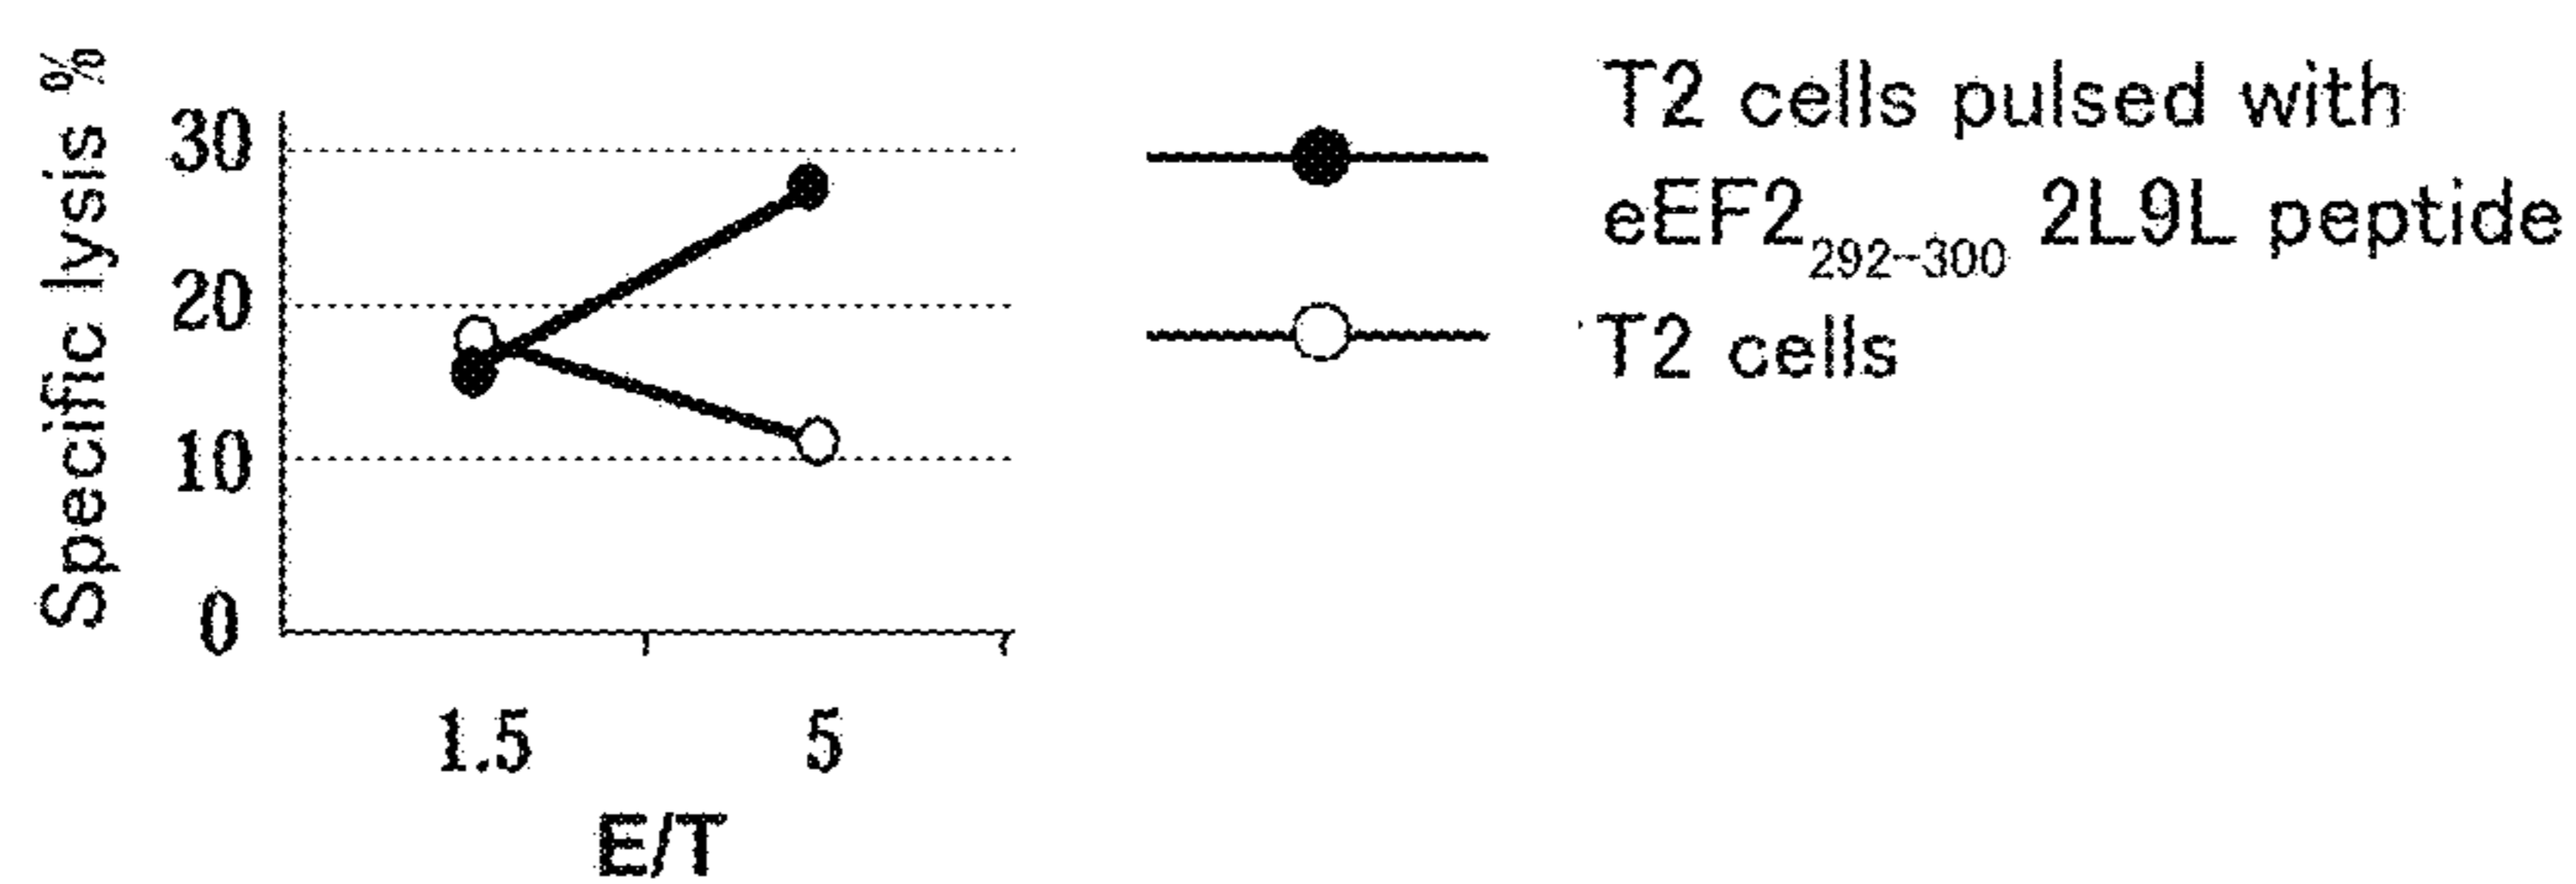 Specific lysis %
30
20
10
0
1.5 5
E/T
T2 cells pulsed with
eEF2292-300 2L9L peptide
T2 cells